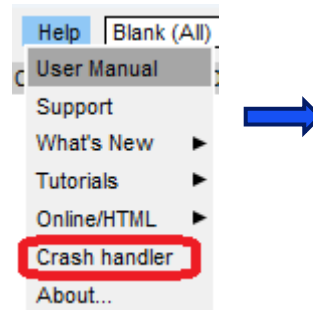 Help Blank (All)
User Manual
Support
What's New
Tutorials
Online/HTML
Crash handler
About...